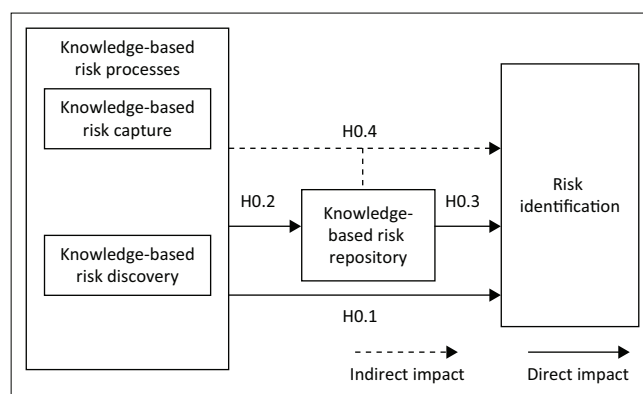 Knowledge-based
risk processes
Knowledge-based
risk capture
H0.4
Risk
identification
H0.2
H0.3
Knowledge-
based risk
repository
Knowledge-based
risk discovery
H0.1
Indirect impact
Direct impact